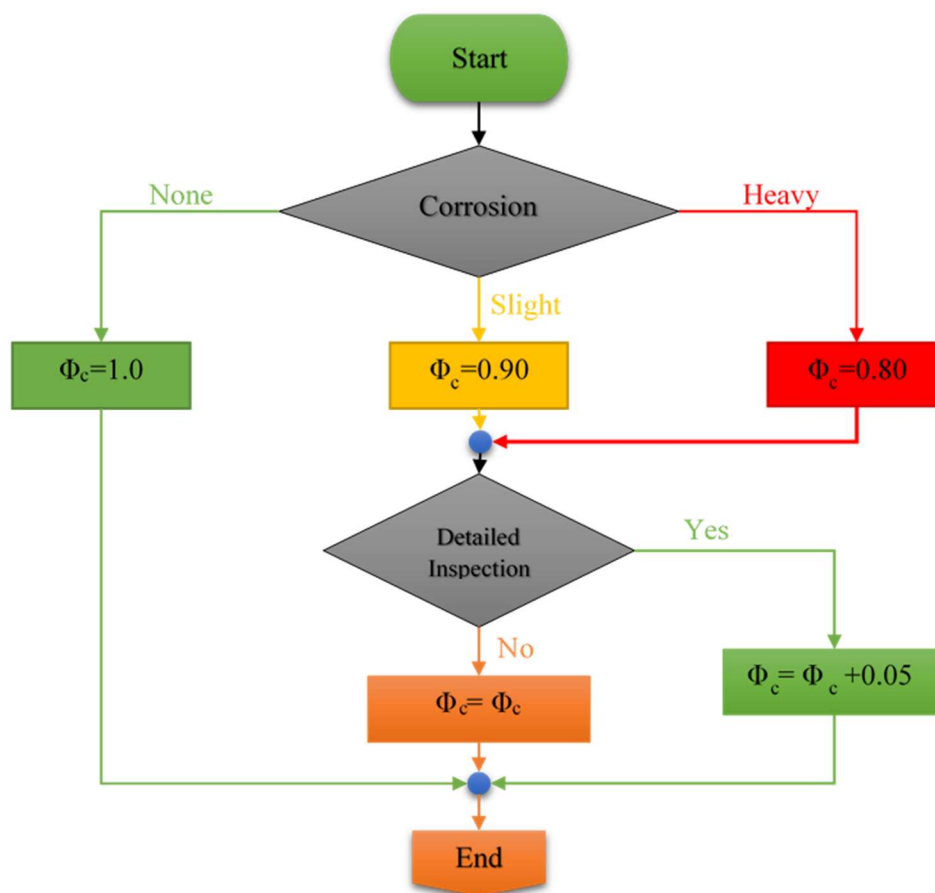 Start
None
Corrosion
Heavy
Slight
Φc=1.0
Φc=0.90
Φc=0.80
Detailed
Inspection
Yes
No
Φc= Φc
Φc= Φc +0.05
End